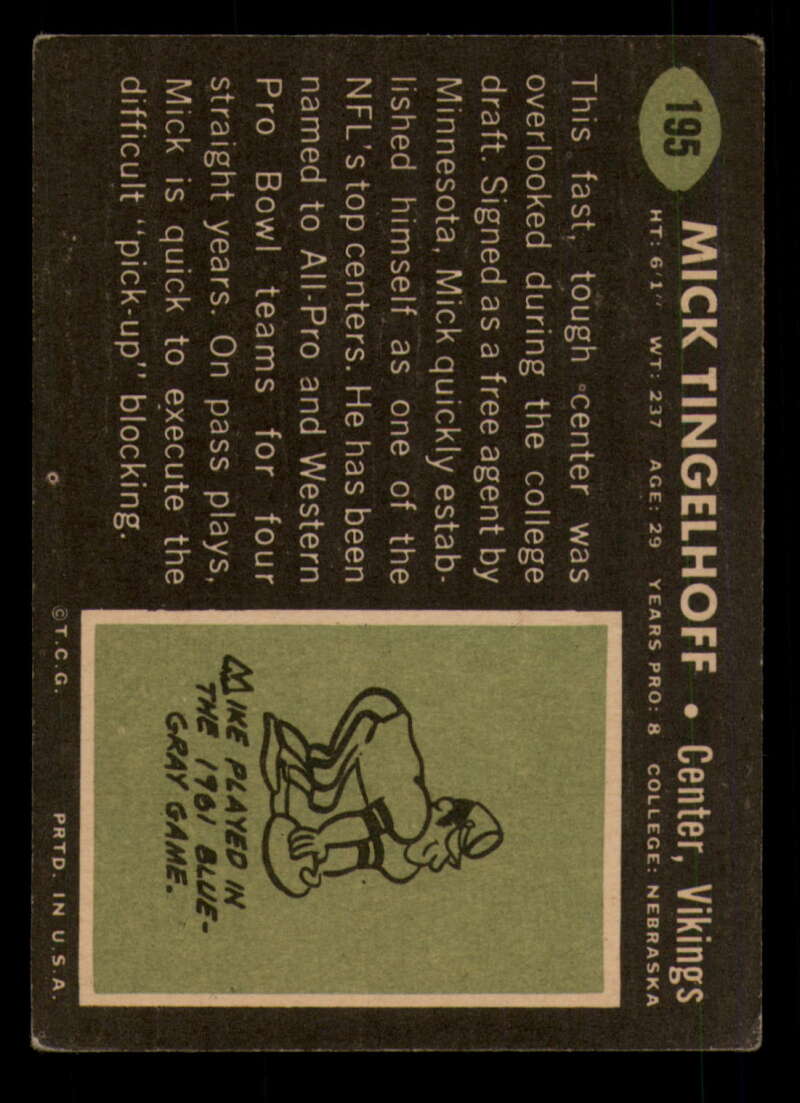 195
MICK TINGELHOFF • Center, Vikings
HT: 6'1" WT: 237 AGE: 29 YEARS PRO: 8 COLLEGE: NEBRASKA
This fast, tough center was
overlooked during the college
draft. Signed as a free agent by
Minnesota, Mick quickly estab-
lished himself as one of the
NFL's top centers. He has been
named to All-Pro and Western
Pro Bowl teams for four
straight years. On pass plays,
Mick is quick to execute the
difficult "pick-up" blocking.
MIKE PLAYED IN
THE 1961 BLUE-
GRAY GAME.
©T.C.G. PRTD. IN U.S.A.